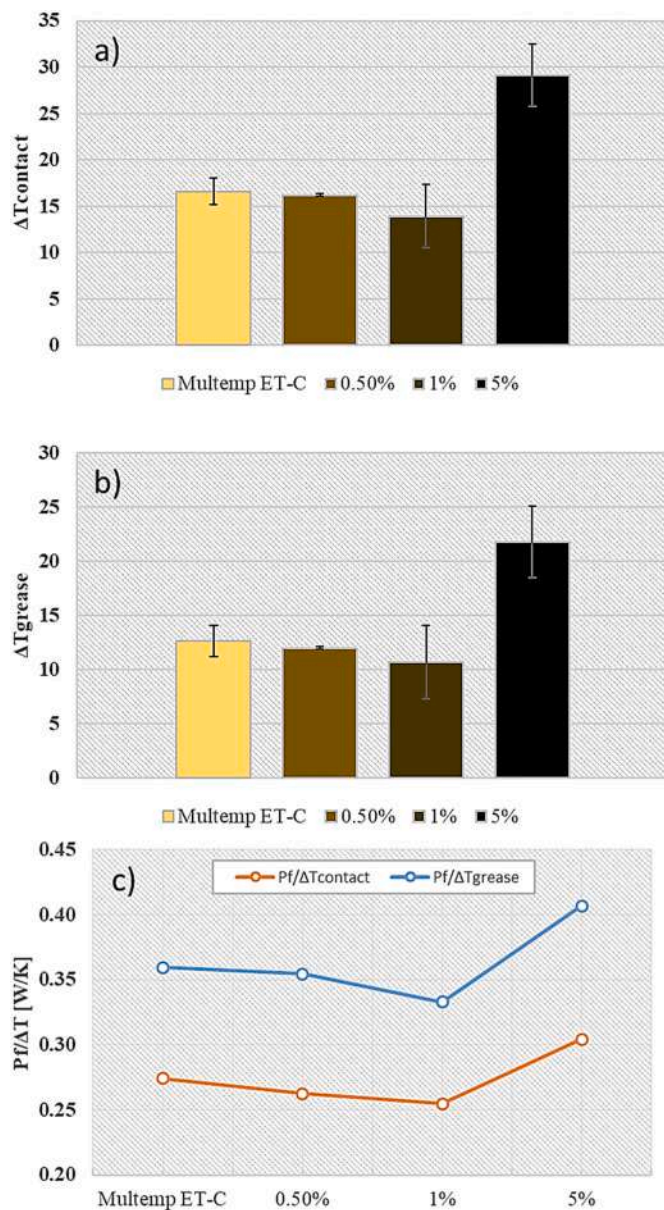 a)
35
30
25
20
15
10
5
0
ΔTcontact
Multemp ET-C 0.50% 1% 5%
b)
30
25
20
15
10
5
0
ΔTgrease
Multemp ET-C 0.50% 1% 5%
c)
Pf/ΔTcontact Pf/ΔTgrease
0.45
0.40
0.35
0.30
0.25
0.20
Pf/ΔT [W/K]
Multemp ET-C 0.50% 1% 5%